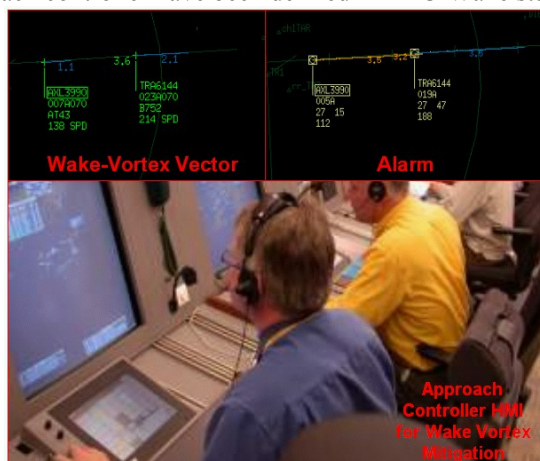 1.1
3.6
2.1
AXL3990
007A070
AT43
138 SPD
TRA6144
023A070
B752
214 SPD
Wake-Vortex Vector
3.5
3.2
3.6
AXL3990
005A
27 15
112
TRA6144
019A
27 47
188
Alarm
Approach
Controller HMI
for Wake Vortex
Mitigation